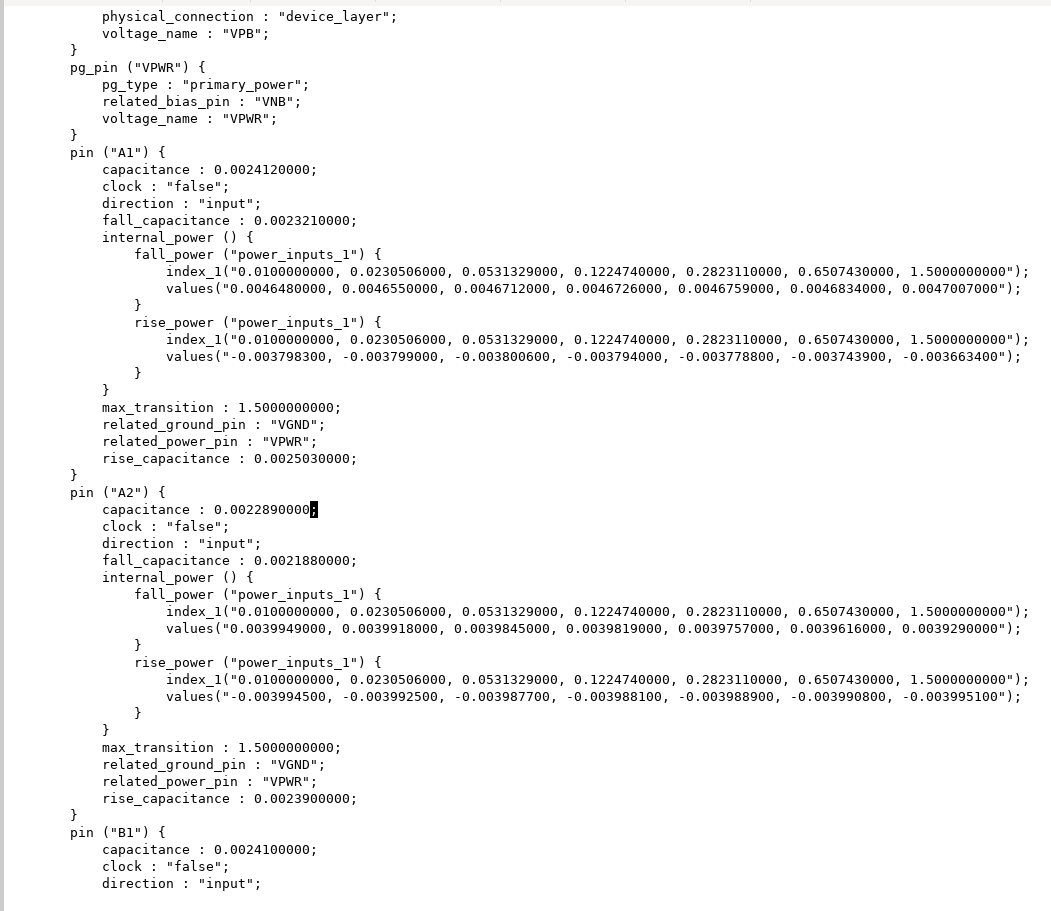 physical_connection : "device_layer";
voltage_name : "VPB";
}
pg_pin ("VPWR") {
pg_type : "primary_power";
related_bias_pin : "VNB";
voltage_name : "VPWR";
}
pin ("A1") {
capacitance : 0.0024120000;
clock : "false";
direction : "input";
fall_capacitance : 0.0023210000;
internal_power () {
fall_power ("power_inputs_1") {
index_1("0.0100000000, 0.0230506000, 0.0531329000, 0.1224740000, 0.2823110000, 0.6507430000, 1.5000000000");
values("0.0046480000, 0.0046550000, 0.0046712000, 0.0046726000, 0.0046759000, 0.0046834000, 0.0047007000");
}
rise_power ("power_inputs_1") {
index_1("0.0100000000, 0.0230506000, 0.0531329000, 0.1224740000, 0.2823110000, 0.6507430000, 1.5000000000");
values("-0.003798300, -0.003799000, -0.003800600, -0.003794000, -0.003778800, -0.003743900, -0.003663400");
}
}
max_transition : 1.5000000000;
related_ground_pin : "VGND";
related_power_pin : "VPWR";
rise_capacitance : 0.0025030000;
}
pin ("A2") {
capacitance : 0.0022890000;
clock : "false";
direction : "input";
fall_capacitance : 0.0021880000;
internal_power () {
fall_power ("power_inputs_1") {
index_1("0.0100000000, 0.0230506000, 0.0531329000, 0.1224740000, 0.2823110000, 0.6507430000, 1.5000000000");
values("0.0039949000, 0.0039918000, 0.0039845000, 0.0039819000, 0.0039757000, 0.0039616000, 0.0039290000");
}
rise_power ("power_inputs_1") {
index_1("0.0100000000, 0.0230506000, 0.0531329000, 0.1224740000, 0.2823110000, 0.6507430000, 1.5000000000");
values("-0.003994500, -0.003992500, -0.003987700, -0.003988100, -0.003988900, -0.003990800, -0.003995100");
}
}
max_transition : 1.5000000000;
related_ground_pin : "VGND";
related_power_pin : "VPWR";
rise_capacitance : 0.0023900000;
}
pin ("B1") {
capacitance : 0.0024100000;
clock : "false";
direction : "input";